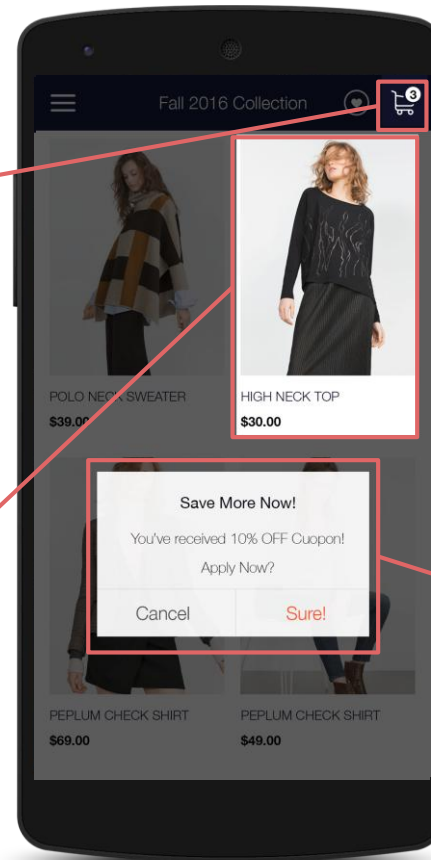 Fall 2016 Collection
3
POLO NECK SWEATER
$39.00
HIGH NECK TOP
$30.00
Save More Now!
You've received 10% OFF Cuopon!
Apply Now?
Cancel
Sure!
PEPLUM CHECK SHIRT
$69.00
PEPLUM CHECK SHIRT
$49.00